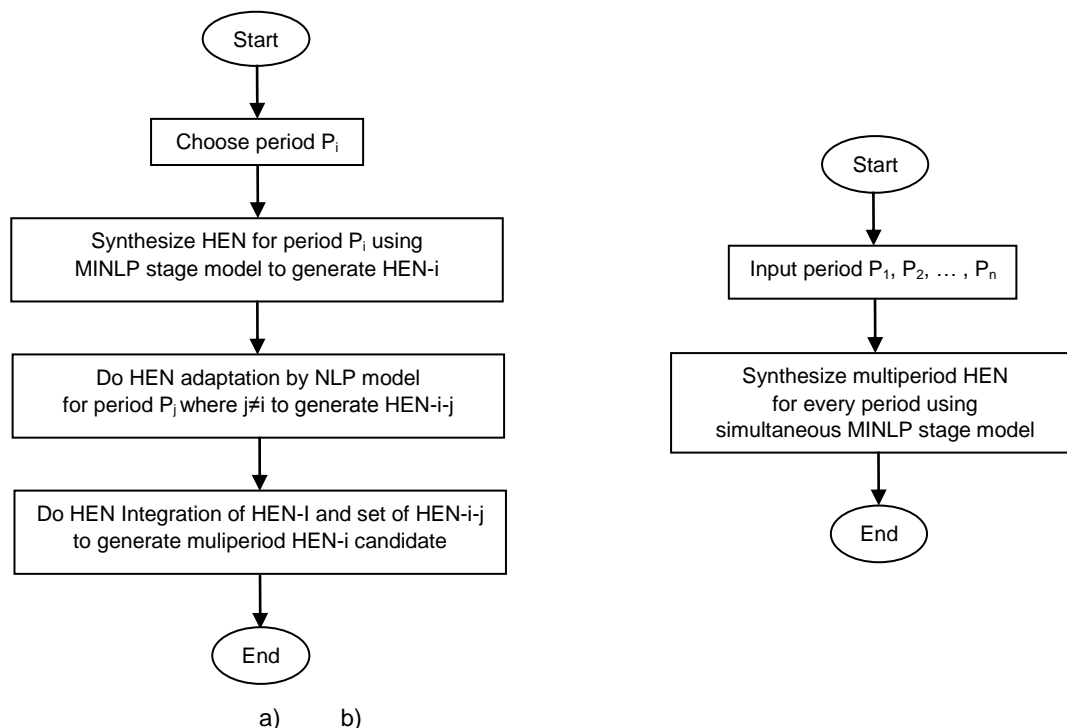 Start
Choose period Pi
Synthesize HEN for period Pi using
MINLP stage model to generate HEN-i
Do HEN adaptation by NLP model
for period Pj where j≠i to generate HEN-i-j
Do HEN Integration of HEN-I and set of HEN-i-j
to generate muliperiod HEN-i candidate
End
Start
Input period P1, P2, … , Pn
Synthesize multiperiod HEN
for every period using
simultaneous MINLP stage model
End
a) b)